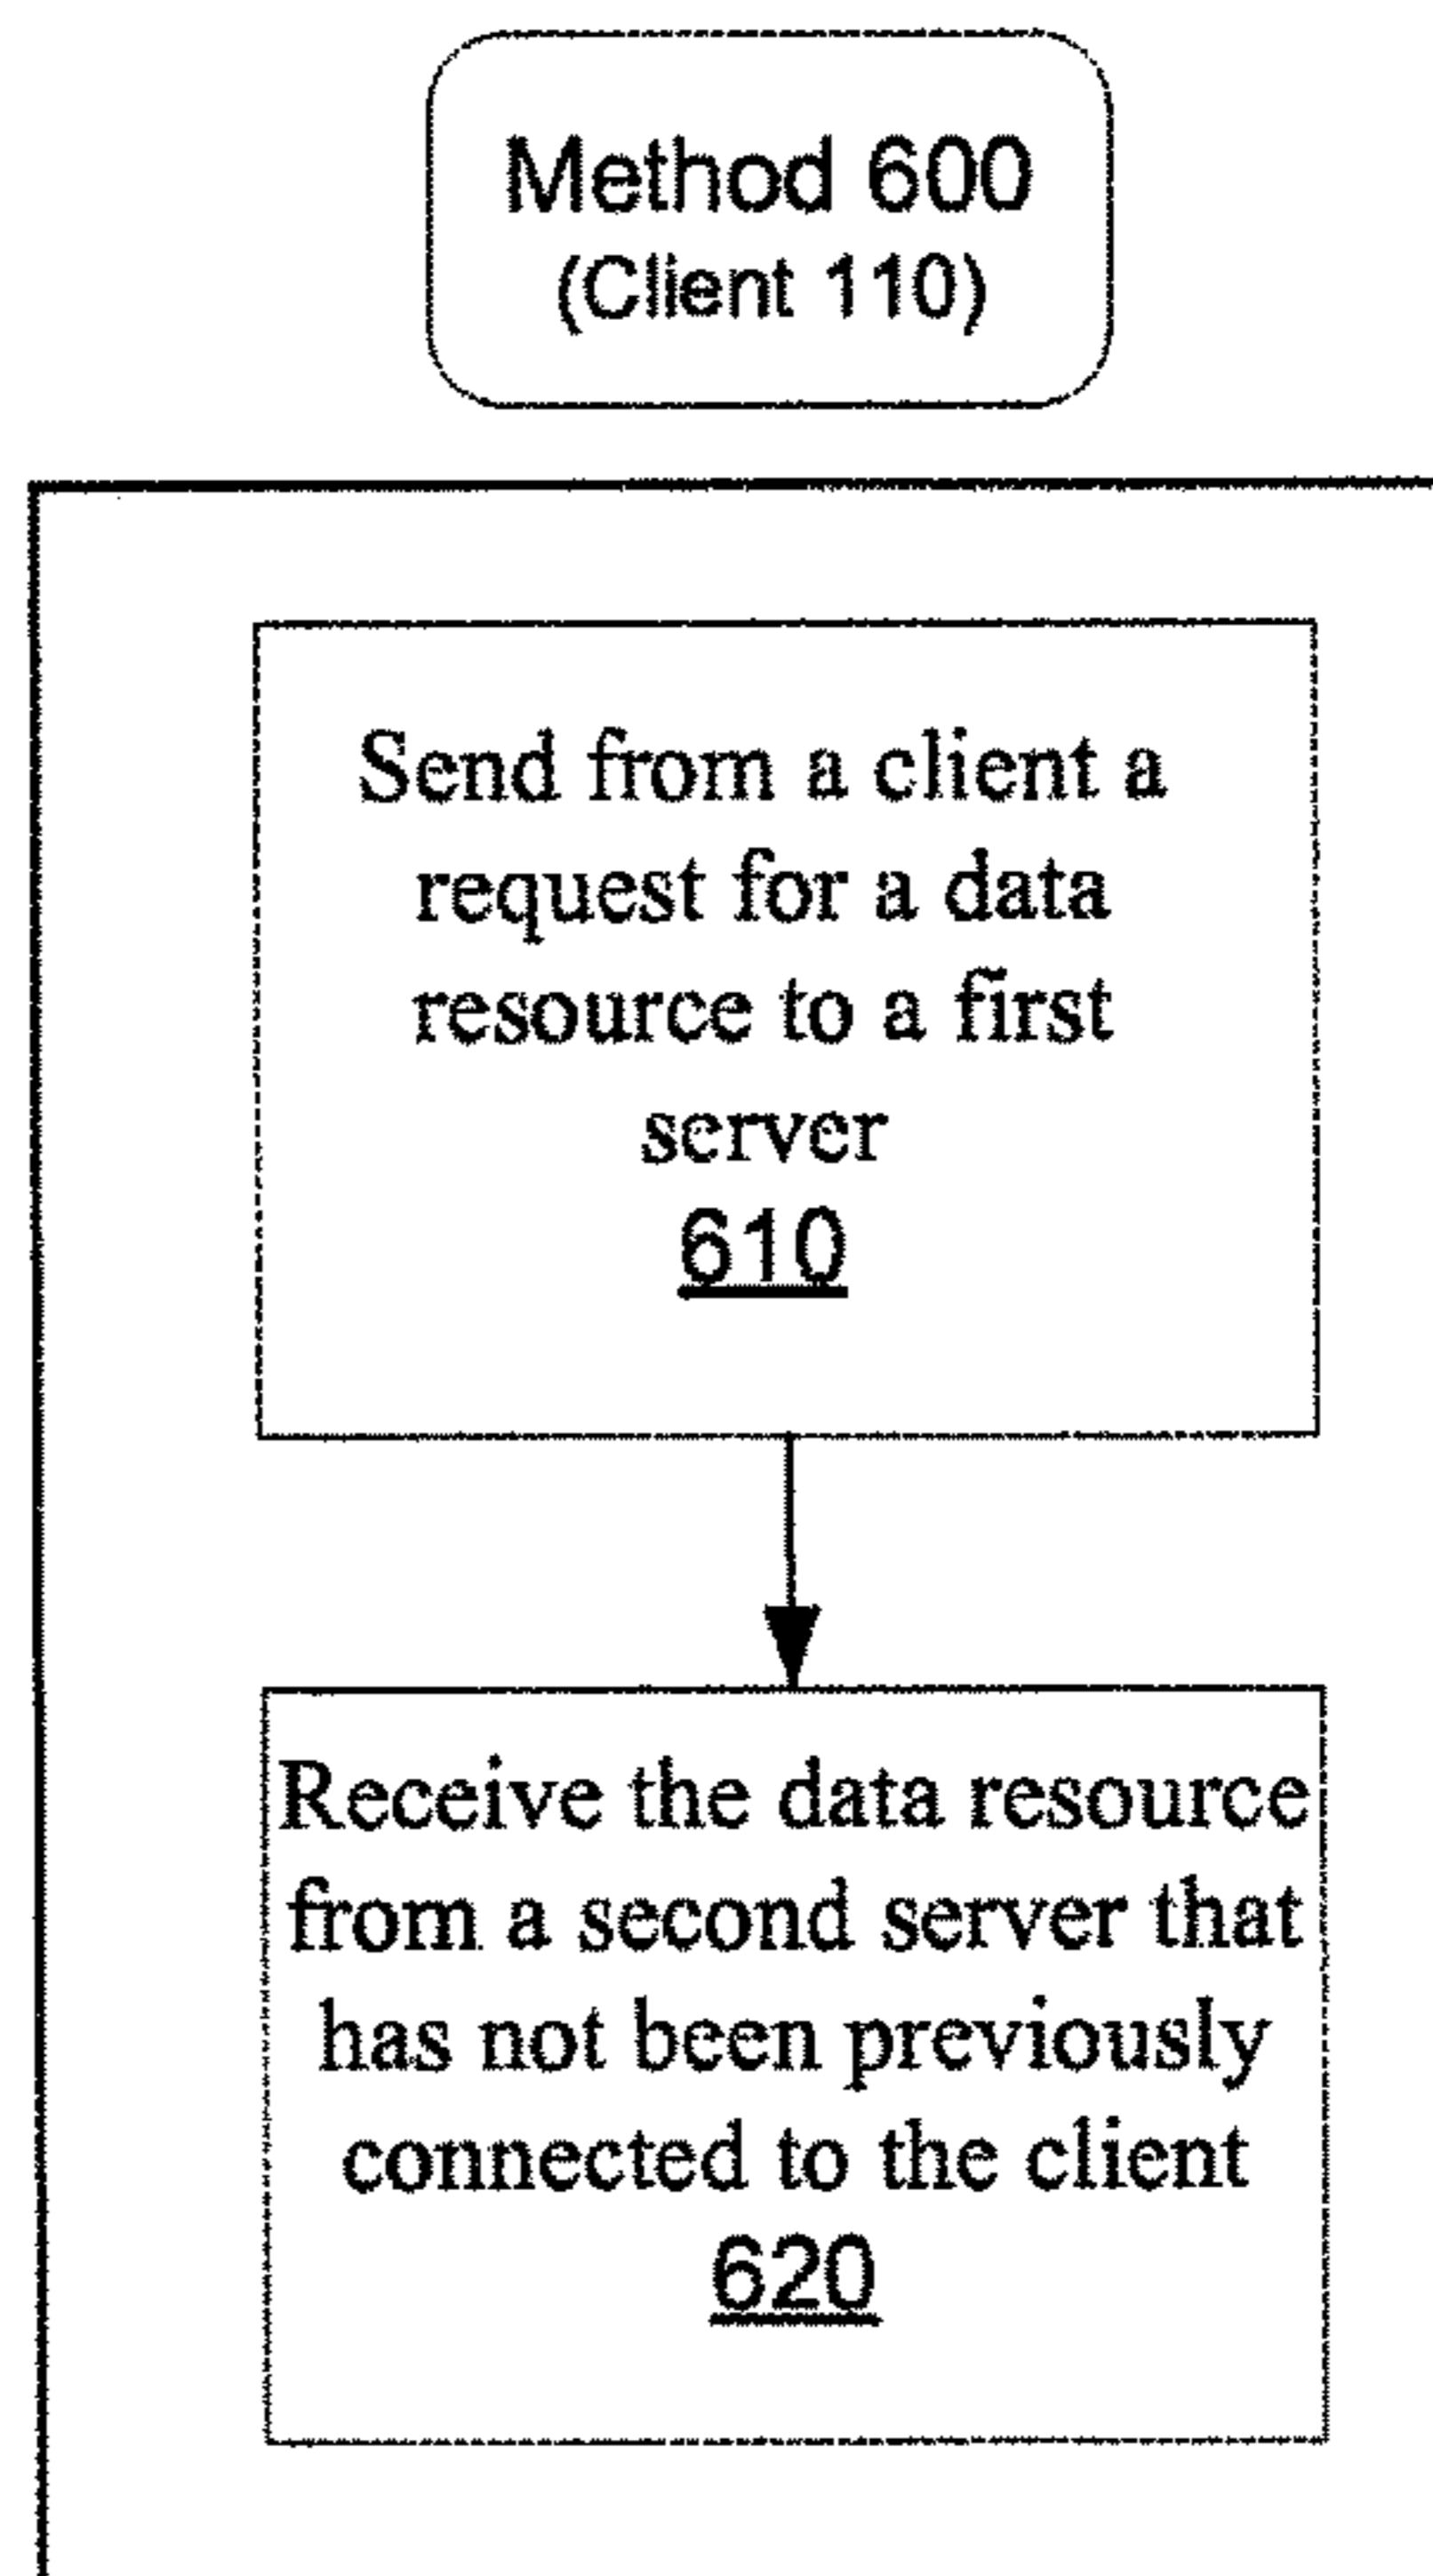 Method 600
(Client 110)
Send from a client a
request for a data
resource to a first
server
610
Receive the data resource
from a second server that
has not been previously
connected to the client
620